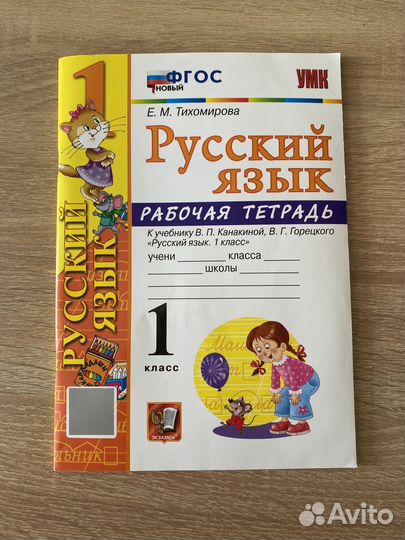 1
РУССКИЙ ЯЗЫК
ФГОС
НОВЫЙ
УМК
Е. М. Тихомирова
Русский
язык
РАБОЧАЯ ТЕТРАДЬ
К учебнику В. П. Канакиной, В. Г. Горецкого
«Русский язык. 1 класс»
учени класса
школы
1
КЛАСС
ЭКЗАМЕН
Avito